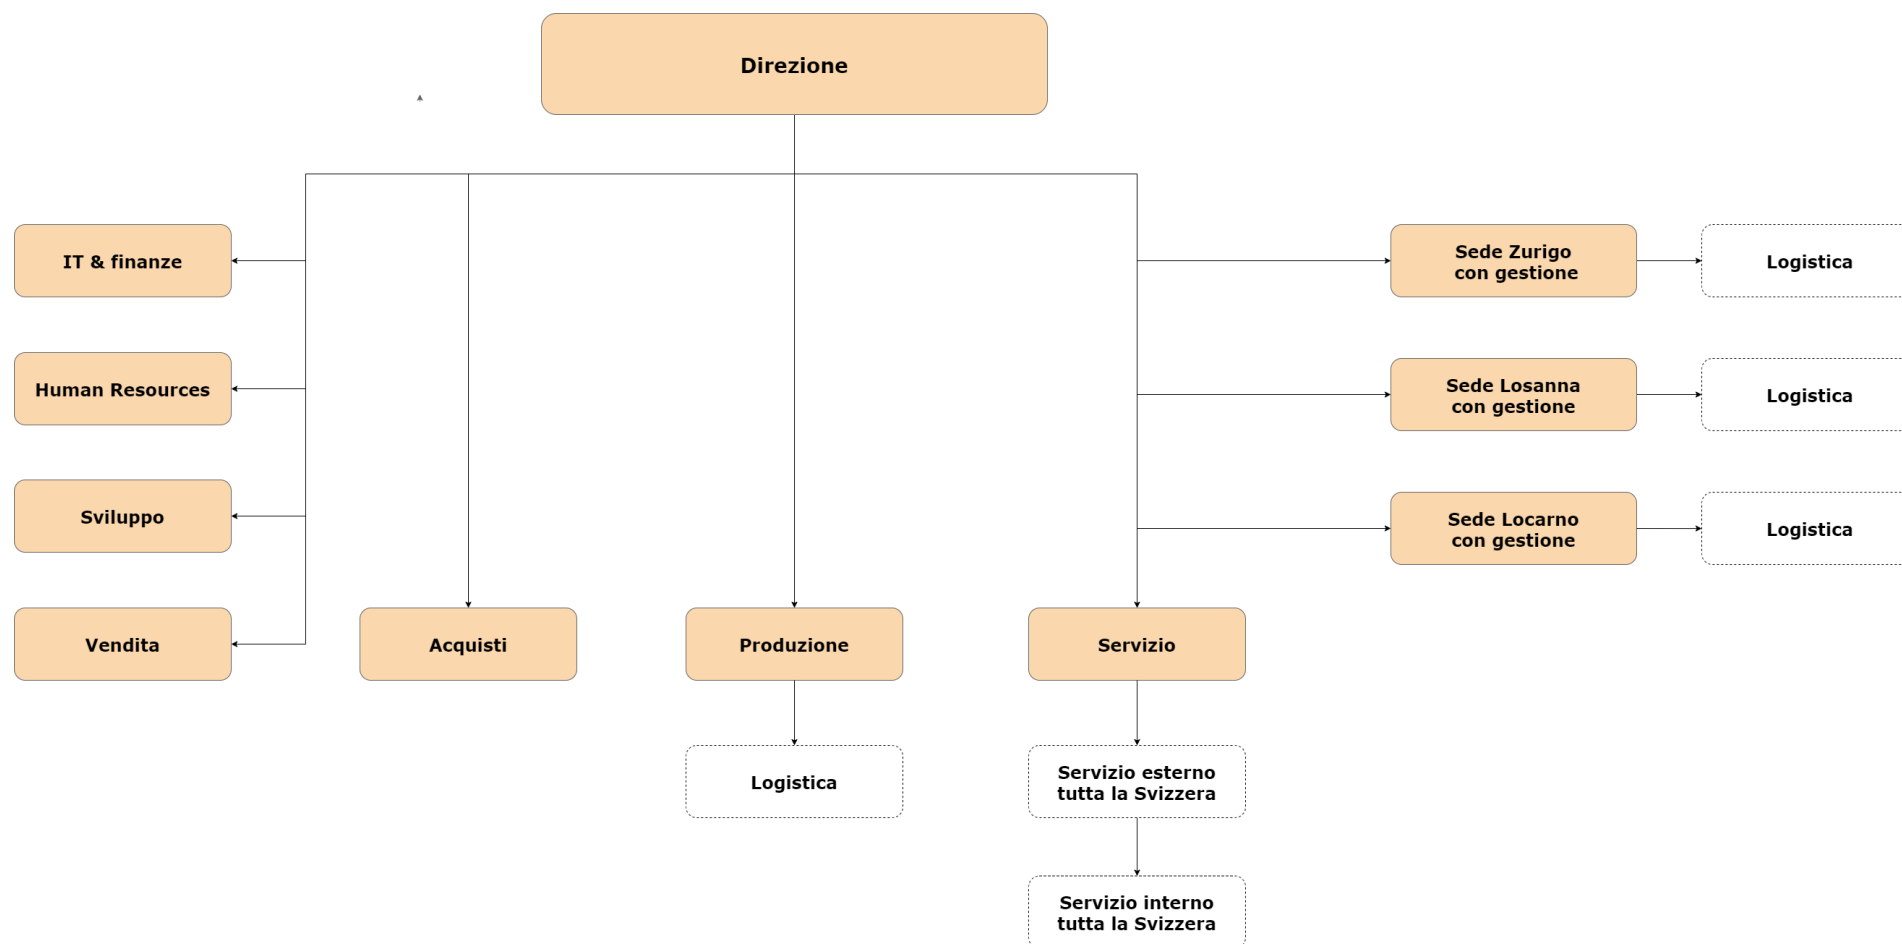 Direzione
IT & finanze
Sede Zurigo
con gestione
Logistica
Human Resources
Sede Losanna
con gestione
Logistica
Sviluppo
Sede Locarno
con gestione
Logistica
Vendita
Acquisti
Produzione
Servizio
Logistica
Servizio esterno
tutta la Svizzera
Servizio interno
tutta la Svizzera